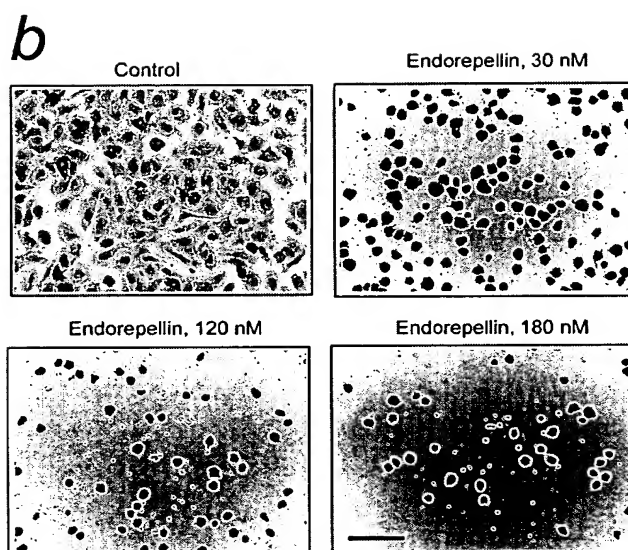 b
Control
Endorepellin, 30 nM
Endorepellin, 120 nM
Endorepellin, 180 nM